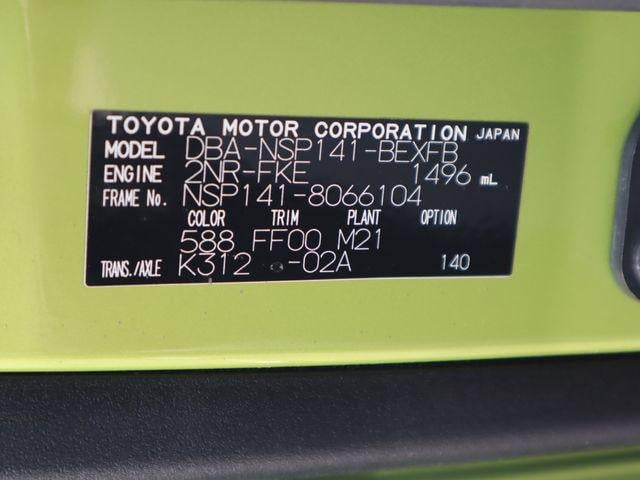 TOYOTA MOTOR CORPORATION JAPAN
MODEL DBA-NSP141-BEXFB
ENGINE 2NR-FKE 1496 mL
FRAME No. NSP141-8066104
COLOR TRIM PLANT OPTION
588 FF00 M21
TRANS./AXLE K312 -02A 140